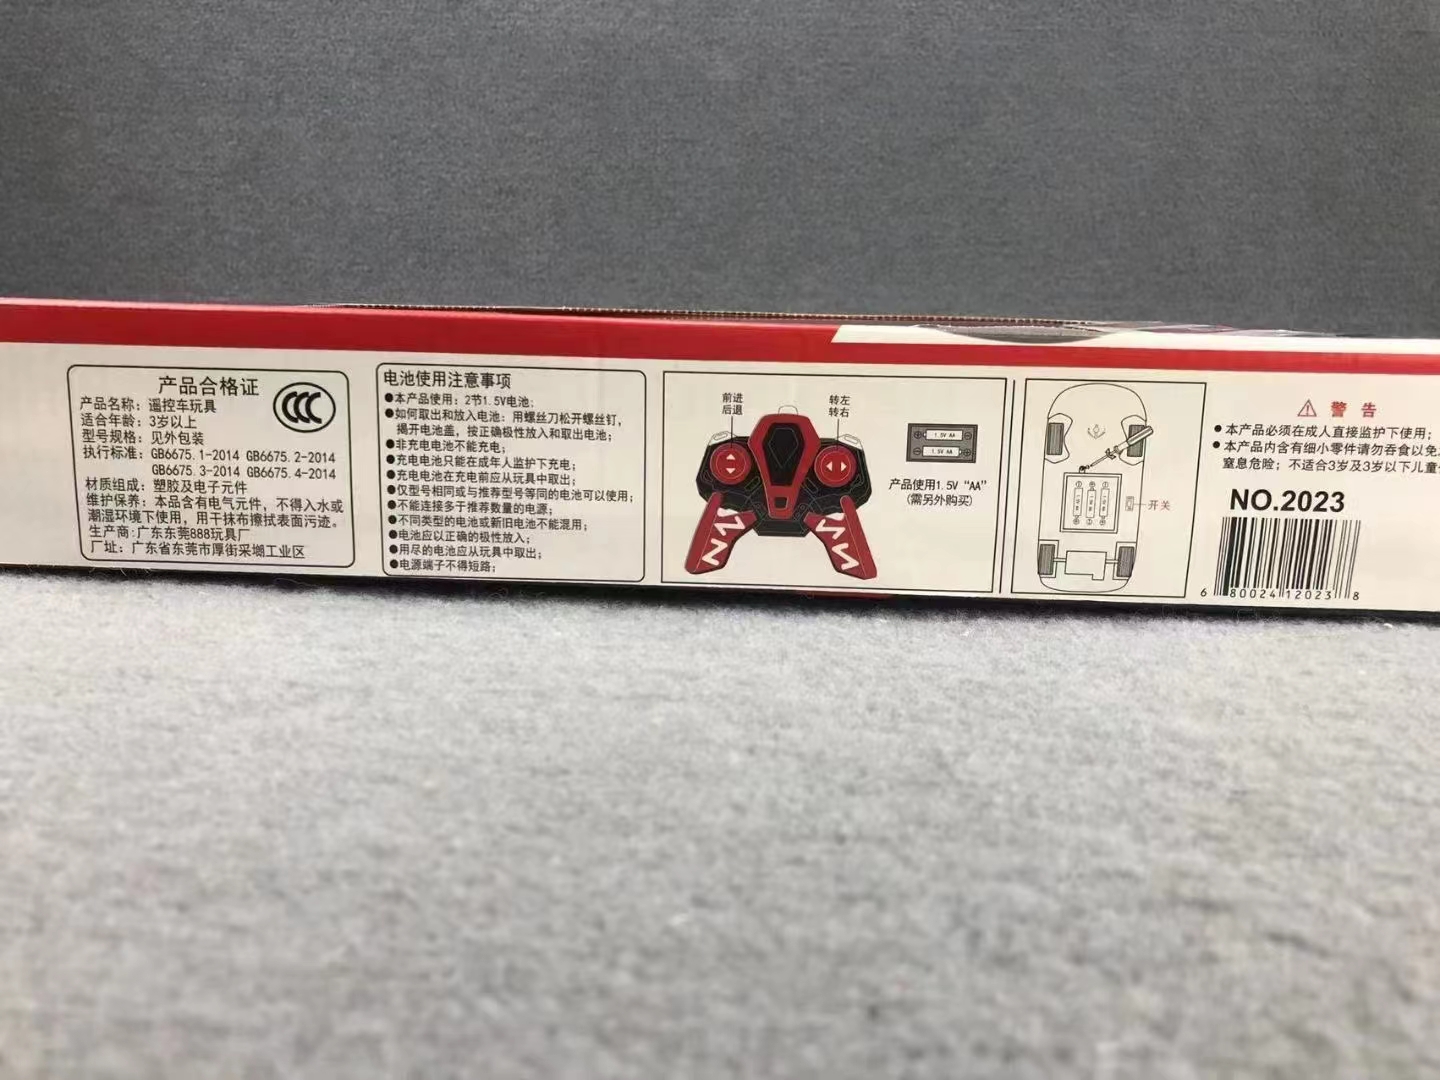 产品合格证
产品名称: 遥控车玩具
适合年龄: 3岁以上
型号规格: 见外包装
执行标准: GB6675.1-2014 GB6675.2-2014
GB6675.3-2014 GB6675.4-2014
材质组成: 塑胶及电子元件
维护保养: 本品含有电气元件, 不得入水或
潮湿环境下使用, 用干抹布擦拭表面污迹。
生产商: 广东东莞888玩具厂
厂址: 广东省东莞市厚街采塱工业区
CCC
电池使用注意事项
●本产品使用: 2节1.5V电池;
●如何取出和放入电池: 用螺丝刀松开螺丝钉,
揭开电池盖, 按正确极性放入和取出电池;
●非充电电池不能充电;
●充电电池只能在成年人监护下充电;
●充电电池在充电前应从玩具中取出;
●仅型号相同或与推荐型号等同的电池可以使用;
●不能连接多于推荐数量的电源;
●不同类型的电池或新旧电池不能混用;
●电池应以正确的极性放入;
●用尽的电池应从玩具中取出;
●电源端子不得短路;
前进
后退
转左
转右
1.5V AA
1.5V AA
产品使用1.5V “AA”
(需另外购买)
开关
警告
●本产品必须在成人直接监护下使用;
●本产品内含有细小零件请勿吞食以免
窒息危险; 不适合3岁及3岁以下儿童
NO.2023
6 80024 12023 8